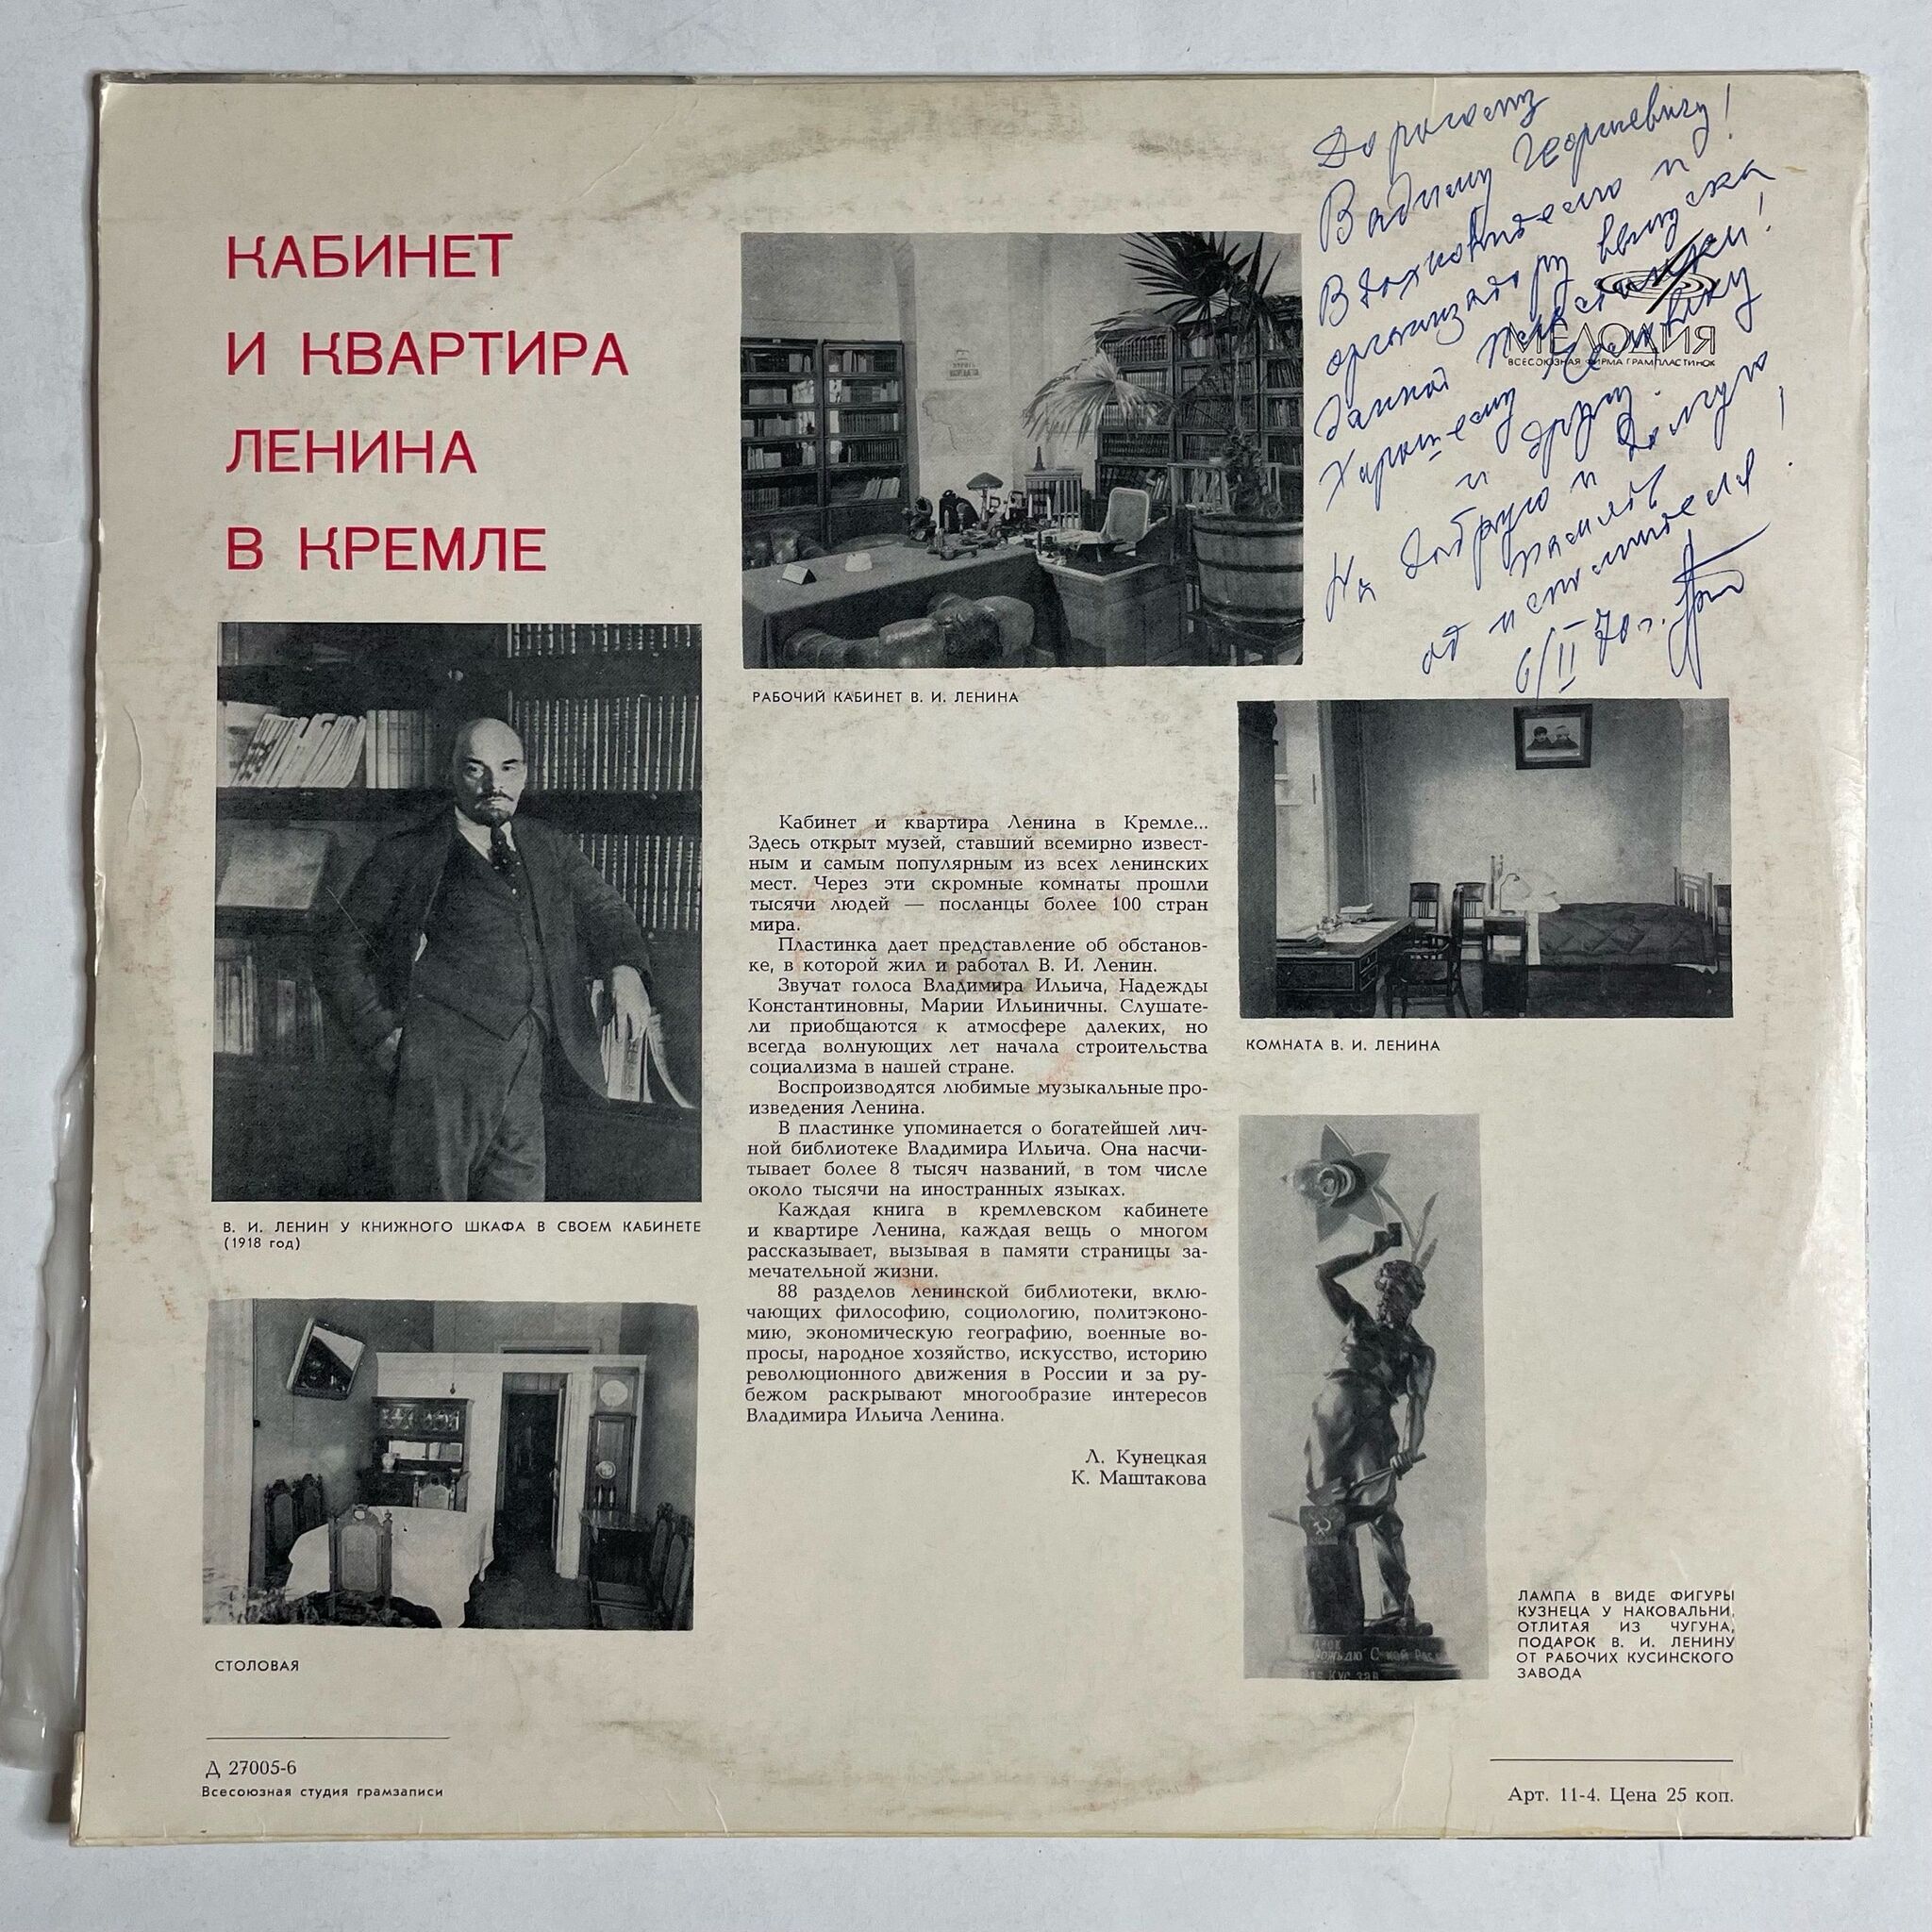 КАБИНЕТ
И КВАРТИРА
ЛЕНИНА
В КРЕМЛЕ
Дорогому
Вадиму Георгиевичу!
Вдохновителю и
организатору выпуска
данной пластинки!
Хорошему человеку
и другу.
На добрую и долгую
память
от исполнителя!
6/II 70 г.
МЕЛОДИЯ
ВСЕСОЮЗНАЯ ФИРМА ГРАМПЛАСТИНОК
РАБОЧИЙ КАБИНЕТ В. И. ЛЕНИНА
В. И. ЛЕНИН У КНИЖНОГО ШКАФА В СВОЕМ КАБИНЕТЕ
(1918 год)
СТОЛОВАЯ
Кабинет и квартира Ленина в Кремле...
Здесь открыт музей, ставший всемирно извест-
ным и самым популярным из всех ленинских
мест. Через эти скромные комнаты прошли
тысячи людей — посланцы более 100 стран
мира.
Пластинка дает представление об обстанов-
ке, в которой жил и работал В. И. Ленин.
Звучат голоса Владимира Ильича, Надежды
Константиновны, Марии Ильиничны. Слушате-
ли приобщаются к атмосфере далеких, но
всегда волнующих лет начала строительства
социализма в нашей стране.
Воспроизводятся любимые музыкальные про-
изведения Ленина.
В пластинке упоминается о богатейшей лич-
ной библиотеке Владимира Ильича. Она насчи-
тывает более 8 тысяч названий, в том числе
около тысячи на иностранных языках.
Каждая книга в кремлевском кабинете
и квартире Ленина, каждая вещь о многом
рассказывает, вызывая в памяти страницы за-
мечательной жизни.
88 разделов ленинской библиотеки, вклю-
чающих философию, социологию, политэконо-
мию, экономическую географию, военные во-
просы, народное хозяйство, искусство, историю
революционного движения в России и за ру-
бежом раскрывают многообразие интересов
Владимира Ильича Ленина.
Л. Кунецкая
К. Маштакова
КОМНАТА В. И. ЛЕНИНА
ЛАМПА В ВИДЕ ФИГУРЫ
КУЗНЕЦА У НАКОВАЛЬНИ,
ОТЛИТАЯ ИЗ ЧУГУНА,
ПОДАРОК В. И. ЛЕНИНУ
ОТ РАБОЧИХ КУСИНСКОГО
ЗАВОДА
Д 27005-6
Всесоюзная студия грамзаписи
Арт. 11-4. Цена 25 коп.